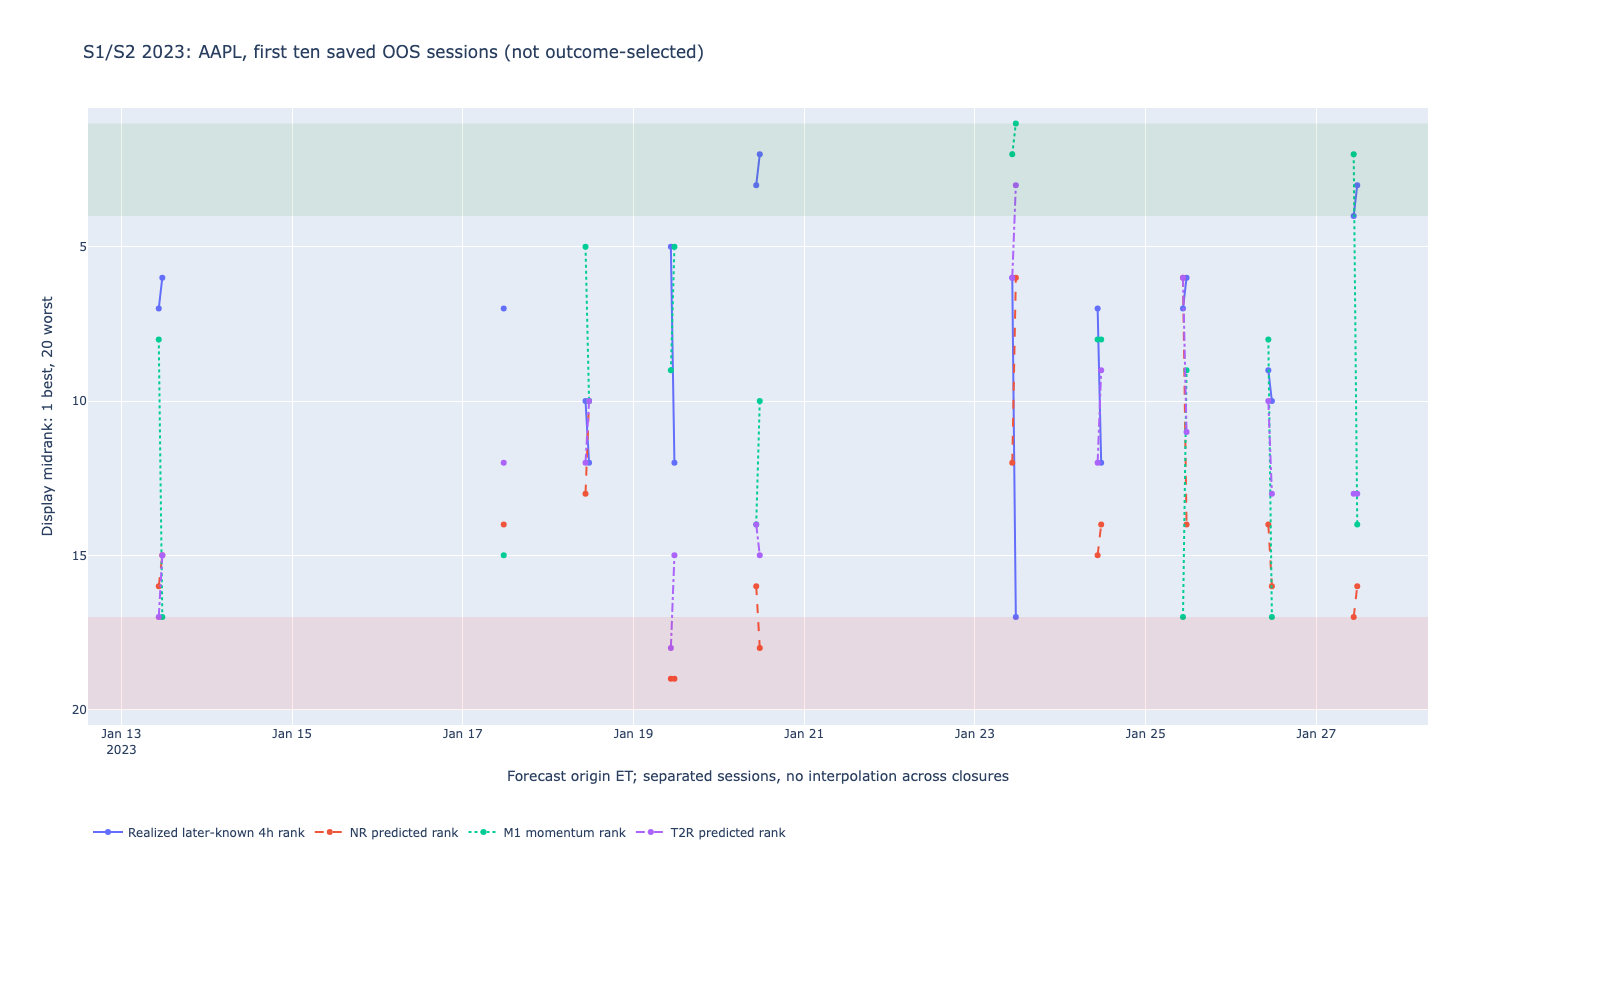 S1/S2 2023: AAPL, first ten saved OOS sessions (not outcome-selected)
Display midrank: 1 best, 20 worst
5
10
15
20
Jan 13
2023
Jan 15
Jan 17
Jan 19
Jan 21
Jan 23
Jan 25
Jan 27
Forecast origin ET; separated sessions, no interpolation across closures
Realized later-known 4h rank
NR predicted rank
M1 momentum rank
T2R predicted rank